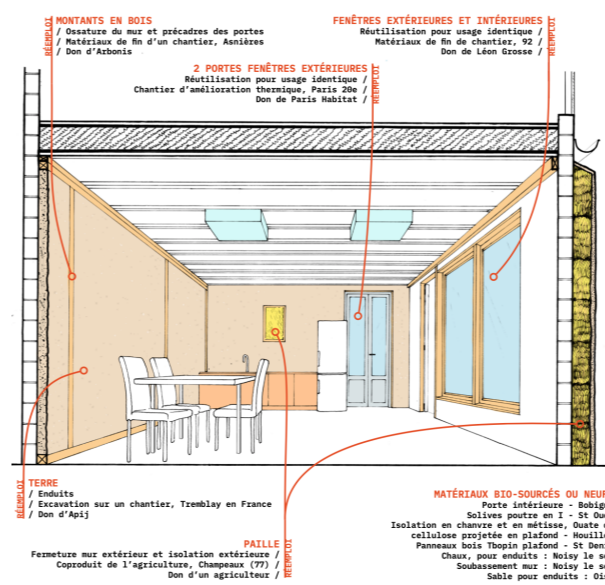 MONTANTS EN BOIS
/ Ossature du mur et précadres des portes
/ Matériaux de fin d'un chantier, Asnières
/ Don d'Arbonis
RÉEMPLOI
FENÊTRES EXTÉRIEURES ET INTÉRIEURES
Réutilisation pour usage identique /
Matériaux de fin de chantier, 92 /
Don de Léon Grosse /
RÉEMPLOI
2 PORTES FENÊTRES EXTÉRIEURES
Réutilisation pour usage identique /
Chantier d'amélioration thermique, Paris 20e /
Don de Paris Habitat /
RÉEMPLOI
TERRE
/ Enduits
/ Excavation sur un chantier, Tremblay en France
/ Don d'Apij
RÉEMPLOI
PAILLE
Fermeture mur extérieur et isolation extérieure /
Coproduit de l'agriculture, Champeaux (77) /
Don d'un agriculteur /
RÉEMPLOI
MATÉRIAUX BIO-SOURCÉS OU NEUF
Porte intérieure - Bobig
Solives poutre en I - St Ou
Isolation en chanvre et en métisse, Ouate
cellulose projetée en plafond - Houill
Panneaux bois Tbopin plafond - St Den
Chaux, pour enduits : Noisy le s
Soubassement mur : Noisy le s
Sable pour enduits : Oi